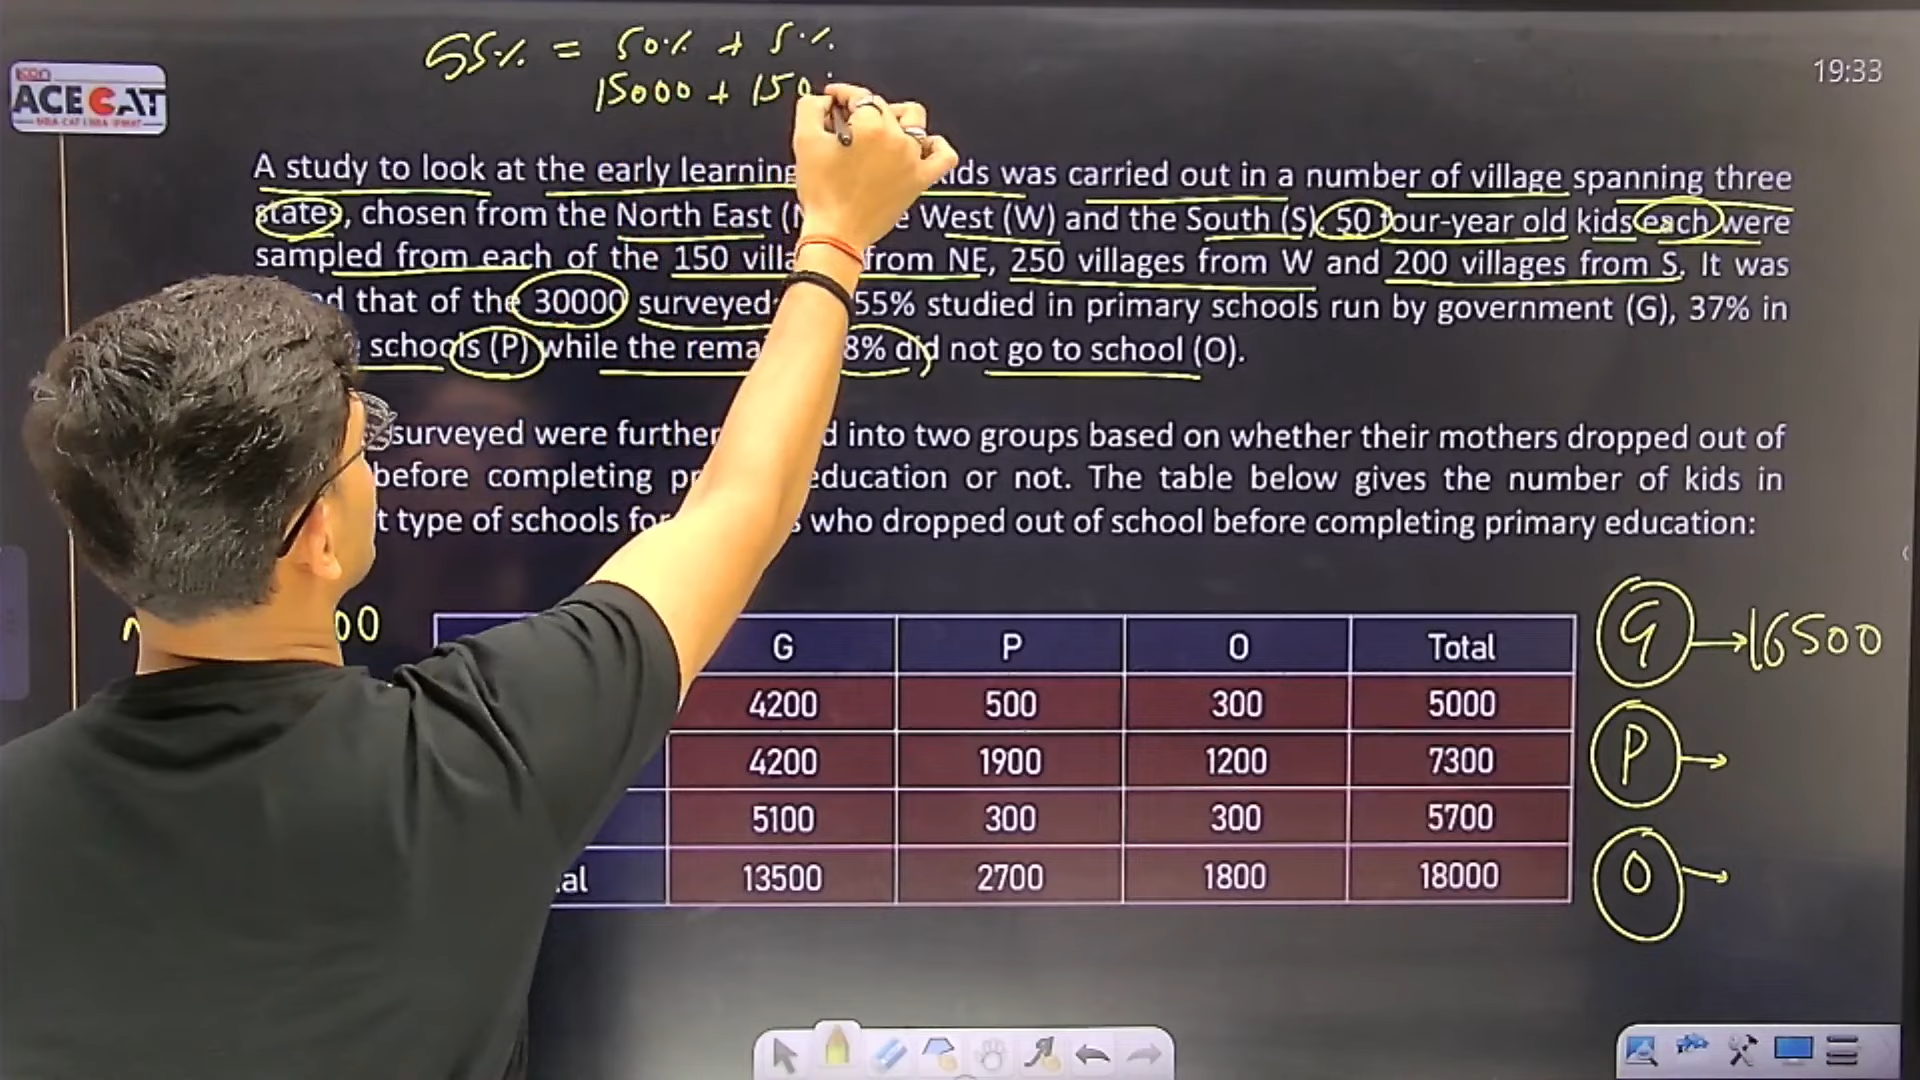 55% = 50% + 5%
15000 + 150
19:33
ACE CAT
A study to look at the early learning kids was carried out in a number of village spanning three
states, chosen from the North East ( West (W) and the South (S). 50 four-year old kids each were
sampled from each of the 150 from NE, 250 villages from W and 200 villages from S. It was
that of the 30000 surveyed 55% studied in primary schools run by government (G), 37% in
schools (P) while the 8% did not go to school (O).
surveyed were further into two groups based on whether their mothers dropped out of
before completing education or not. The table below gives the number of kids in
type of schools who dropped out of school before completing primary education:
G P O Total
4200 500 300 5000
4200 1900 1200 7300
5100 300 300 5700
13500 2700 1800 18000
G → 16500
P →
O →